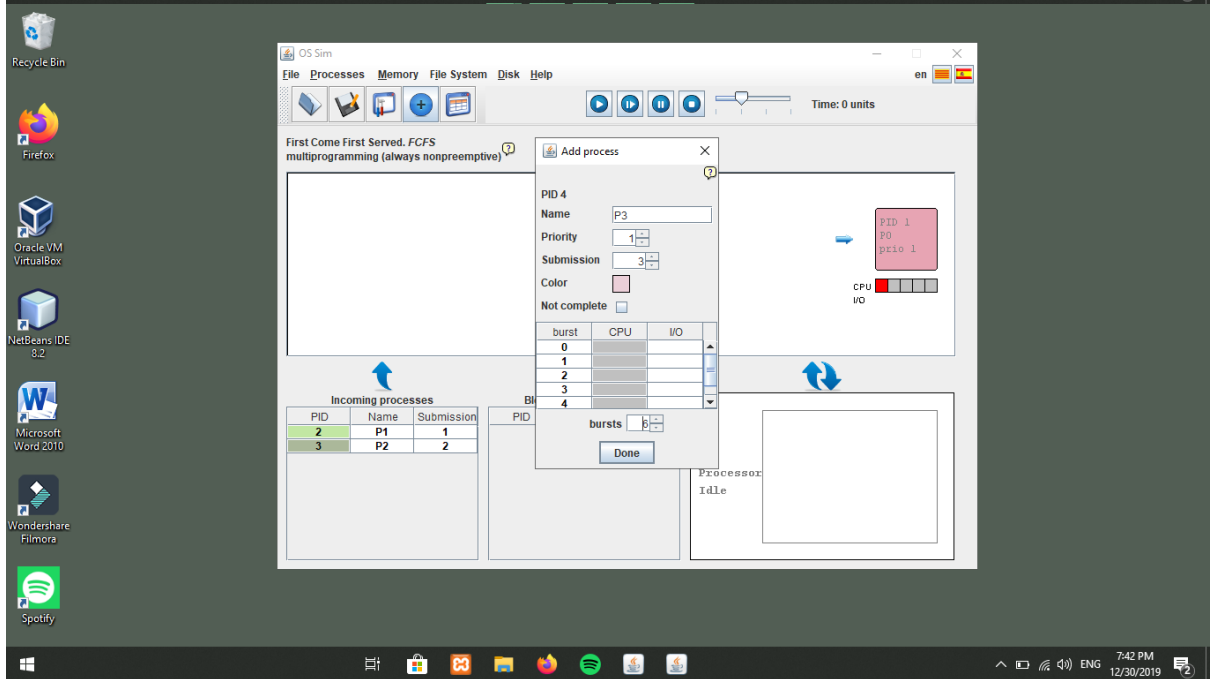 Recycle Bin
Firefox
Oracle VM
VirtualBox
NetBeans IDE
8.2
Microsoft
Word 2010
Wondershare
Filmora
Spotify
OS Sim
File Processes Memory File System Disk Help
en
Time: 0 units
First Come First Served. FCFS
multiprogramming (always nonpreemptive)
?
Add process
?
PID 4
Name P3
Priority 1
Submission 3
Color
Not complete
burst CPU I/O
0
1
2
3
4
bursts 6
Done
PID 1
P0
prio 1
CPU
I/O
Incoming processes
PID Name Submission
2 P1 1
3 P2 2
Bl
PID
Processor
Idle
ENG
7:42 PM
12/30/2019
2